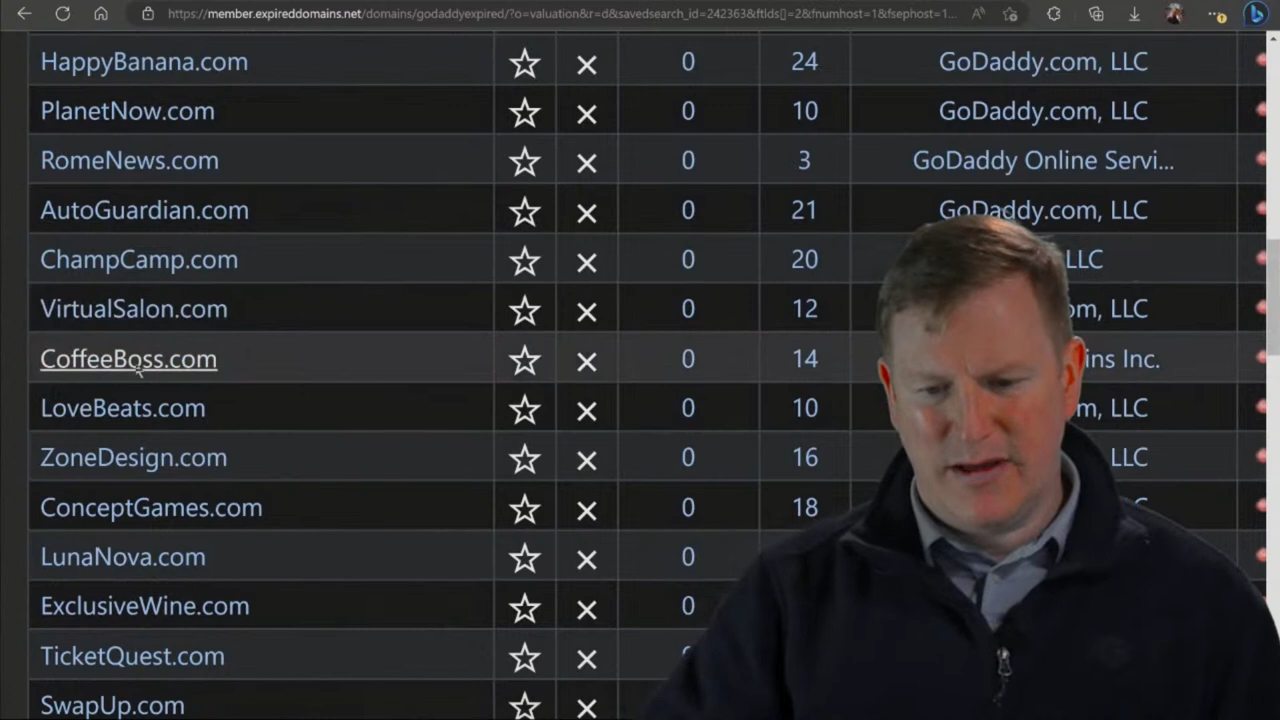 https://member.expireddomains.net/domains/godaddyexpired/?o=valuation&r=d&savedsearch_id=242363&ftlds[]=2&fnumhost=1&fsephost=1...
HappyBanana.com 0 24 GoDaddy.com, LLC
PlanetNow.com 0 10 GoDaddy.com, LLC
RomeNews.com 0 3 GoDaddy Online Servi...
AutoGuardian.com 0 21 GoDaddy.com, LLC
ChampCamp.com 0 20 LLC
VirtualSalon.com 0 12 om, LLC
CoffeeBoss.com 0 14 ins Inc.
LoveBeats.com 0 10 m, LLC
ZoneDesign.com 0 16 LLC
ConceptGames.com 0 18
LunaNova.com 0
ExclusiveWine.com 0
TicketQuest.com
SwapUp.com